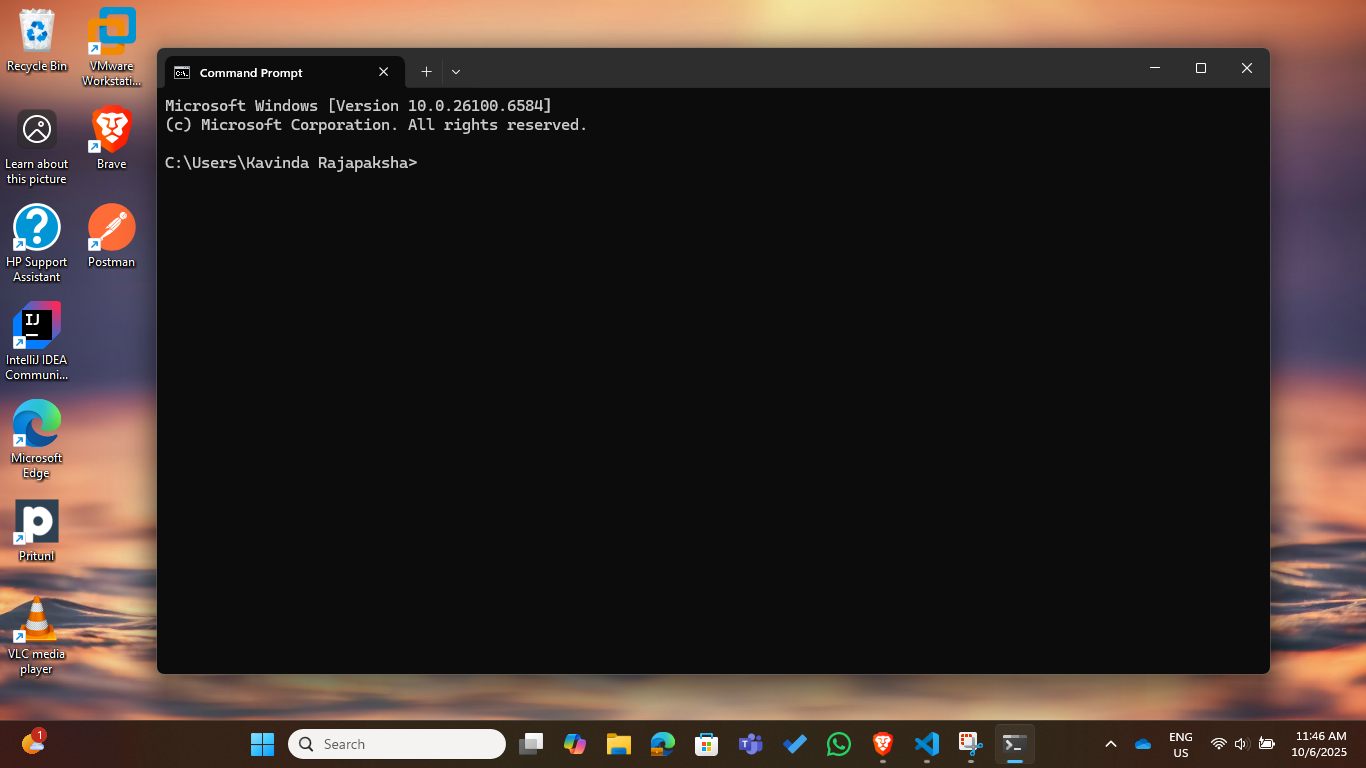 Recycle Bin
VMware
Workstati...
Learn about
this picture
Brave
HP Support
Assistant
Postman
IJ
IntelliJ IDEA
Communi...
Microsoft
Edge
Pritunl
VLC media
player
C:\.
Command Prompt
Microsoft Windows [Version 10.0.26100.6584]
(c) Microsoft Corporation. All rights reserved.
C:\Users\Kavinda Rajapaksha>
1
Search
ENG
US
11:46 AM
10/6/2025